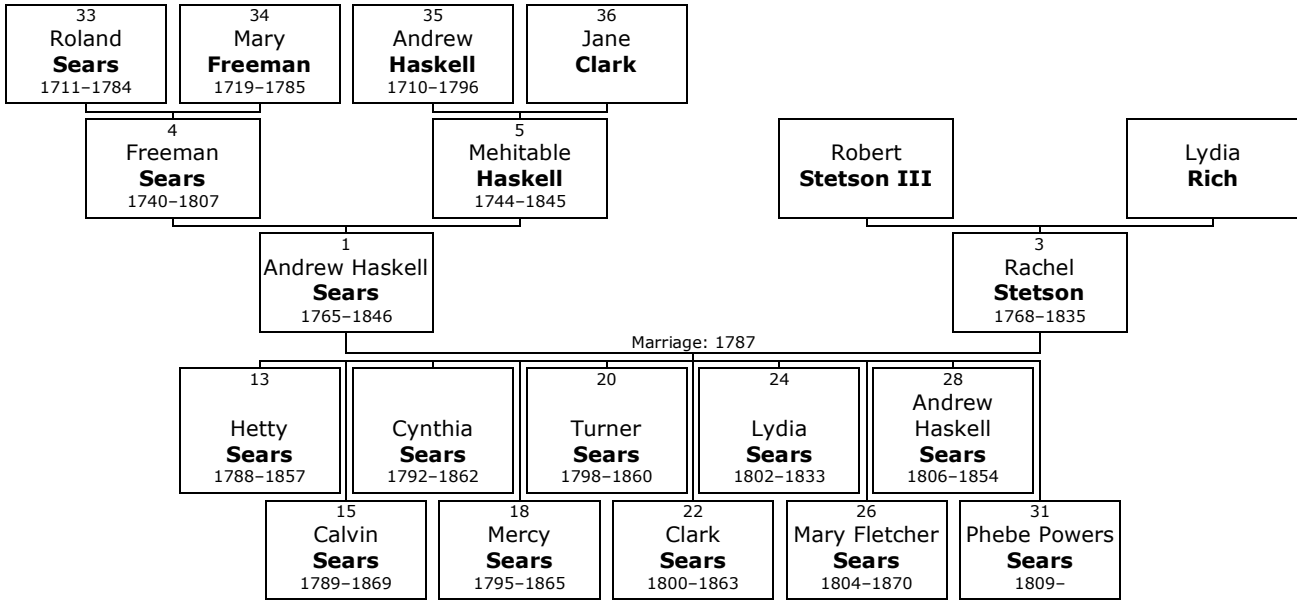 33
Roland
Sears
1711–1784
34
Mary
Freeman
1719–1785
35
Andrew
Haskell
1710–1796
36
Jane
Clark
4
Freeman
Sears
1740–1807
5
Mehitable
Haskell
1744–1845
Robert
Stetson III
Lydia
Rich
1
Andrew Haskell
Sears
1765–1846
3
Rachel
Stetson
1768–1835
Marriage: 1787
13
Hetty
Sears
1788–1857
Cynthia
Sears
1792–1862
20
Turner
Sears
1798–1860
24
Lydia
Sears
1802–1833
28
Andrew
Haskell
Sears
1806–1854
15
Calvin
Sears
1789–1869
18
Mercy
Sears
1795–1865
22
Clark
Sears
1800–1863
26
Mary Fletcher
Sears
1804–1870
31
Phebe Powers
Sears
1809–